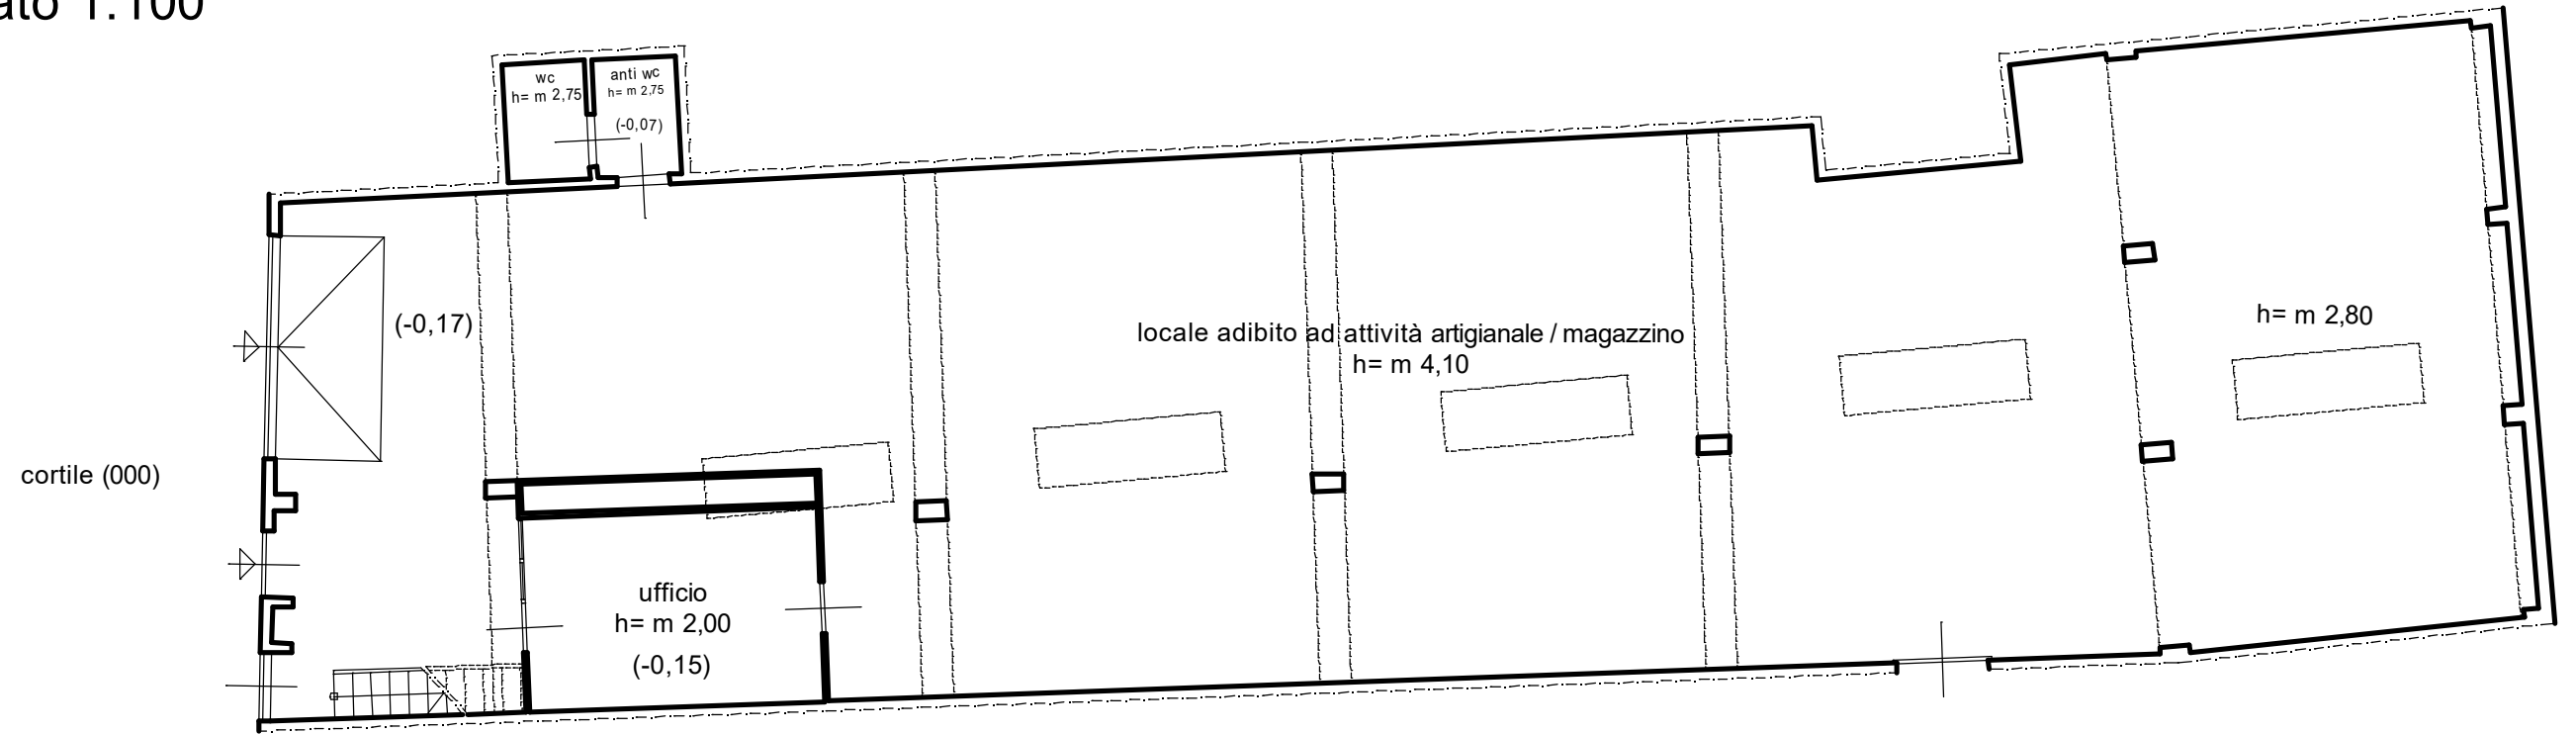 1:100
wc
h= m 2,75
anti wc
h= m 2,75
(-0,07)
(-0,17)
locale adibito ad attività artigianale / magazzino
h= m 4,10
h= m 2,80
cortile (000)
ufficio
h= m 2,00
(-0,15)